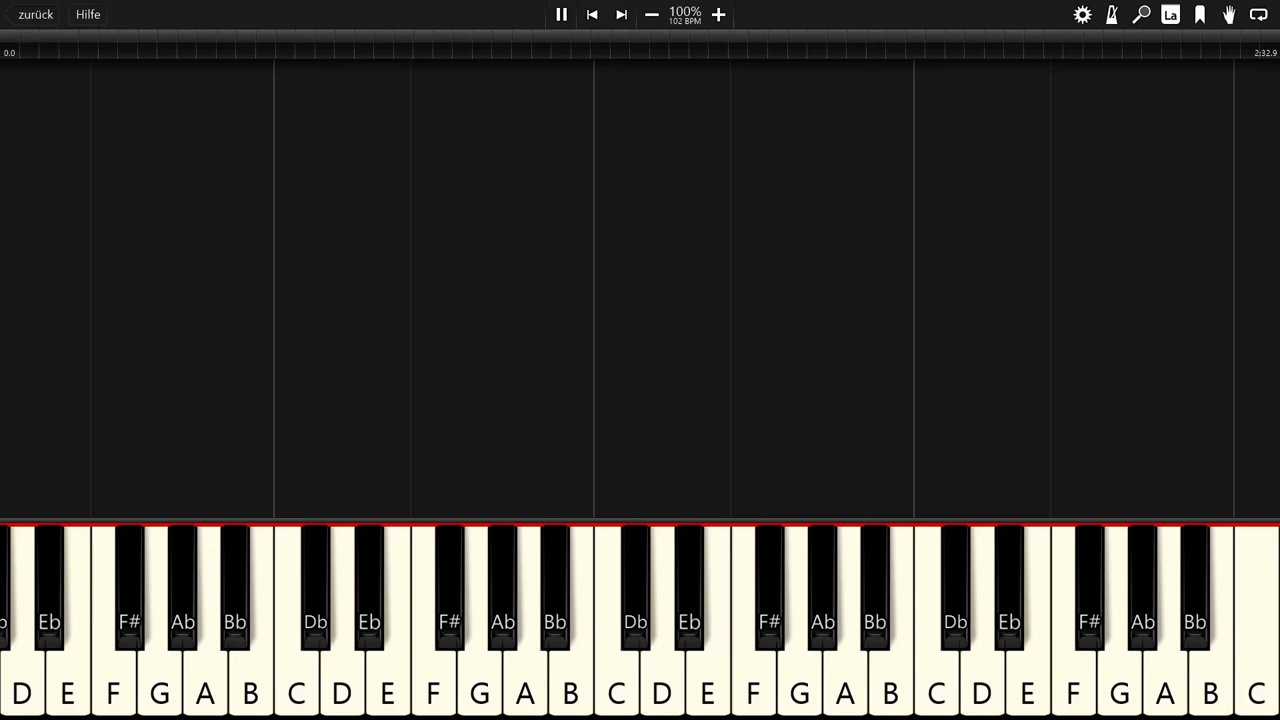 zurück Hilfe 100% La
102 BPM
0.0 2:32.9
Eb F# Ab Bb Db Eb F# Ab Bb Db Eb F# Ab Bb Db Eb F# Ab Bb
D E F G A B C D E F G A B C D E F G A B C D E F G A B C